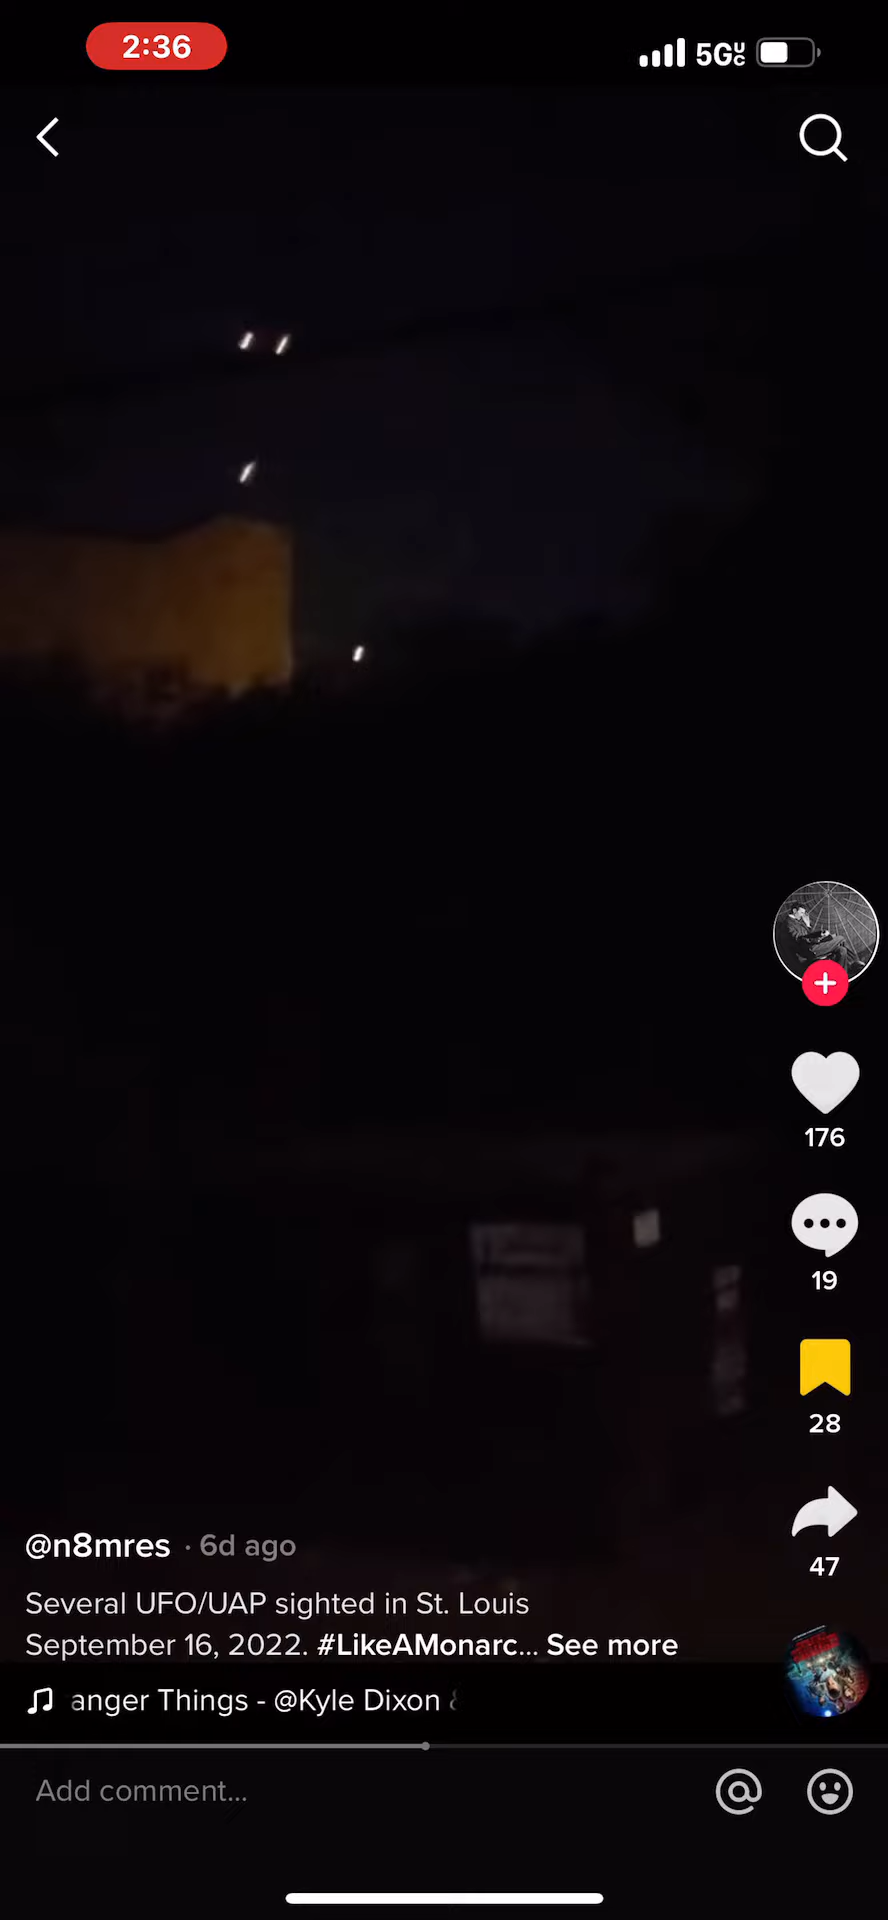 2:36
5GUC
176
19
28
47
@n8mres · 6d ago
Several UFO/UAP sighted in St. Louis
September 16, 2022. #LikeAMonarc... See more
anger Things - @Kyle Dixon
Add comment...